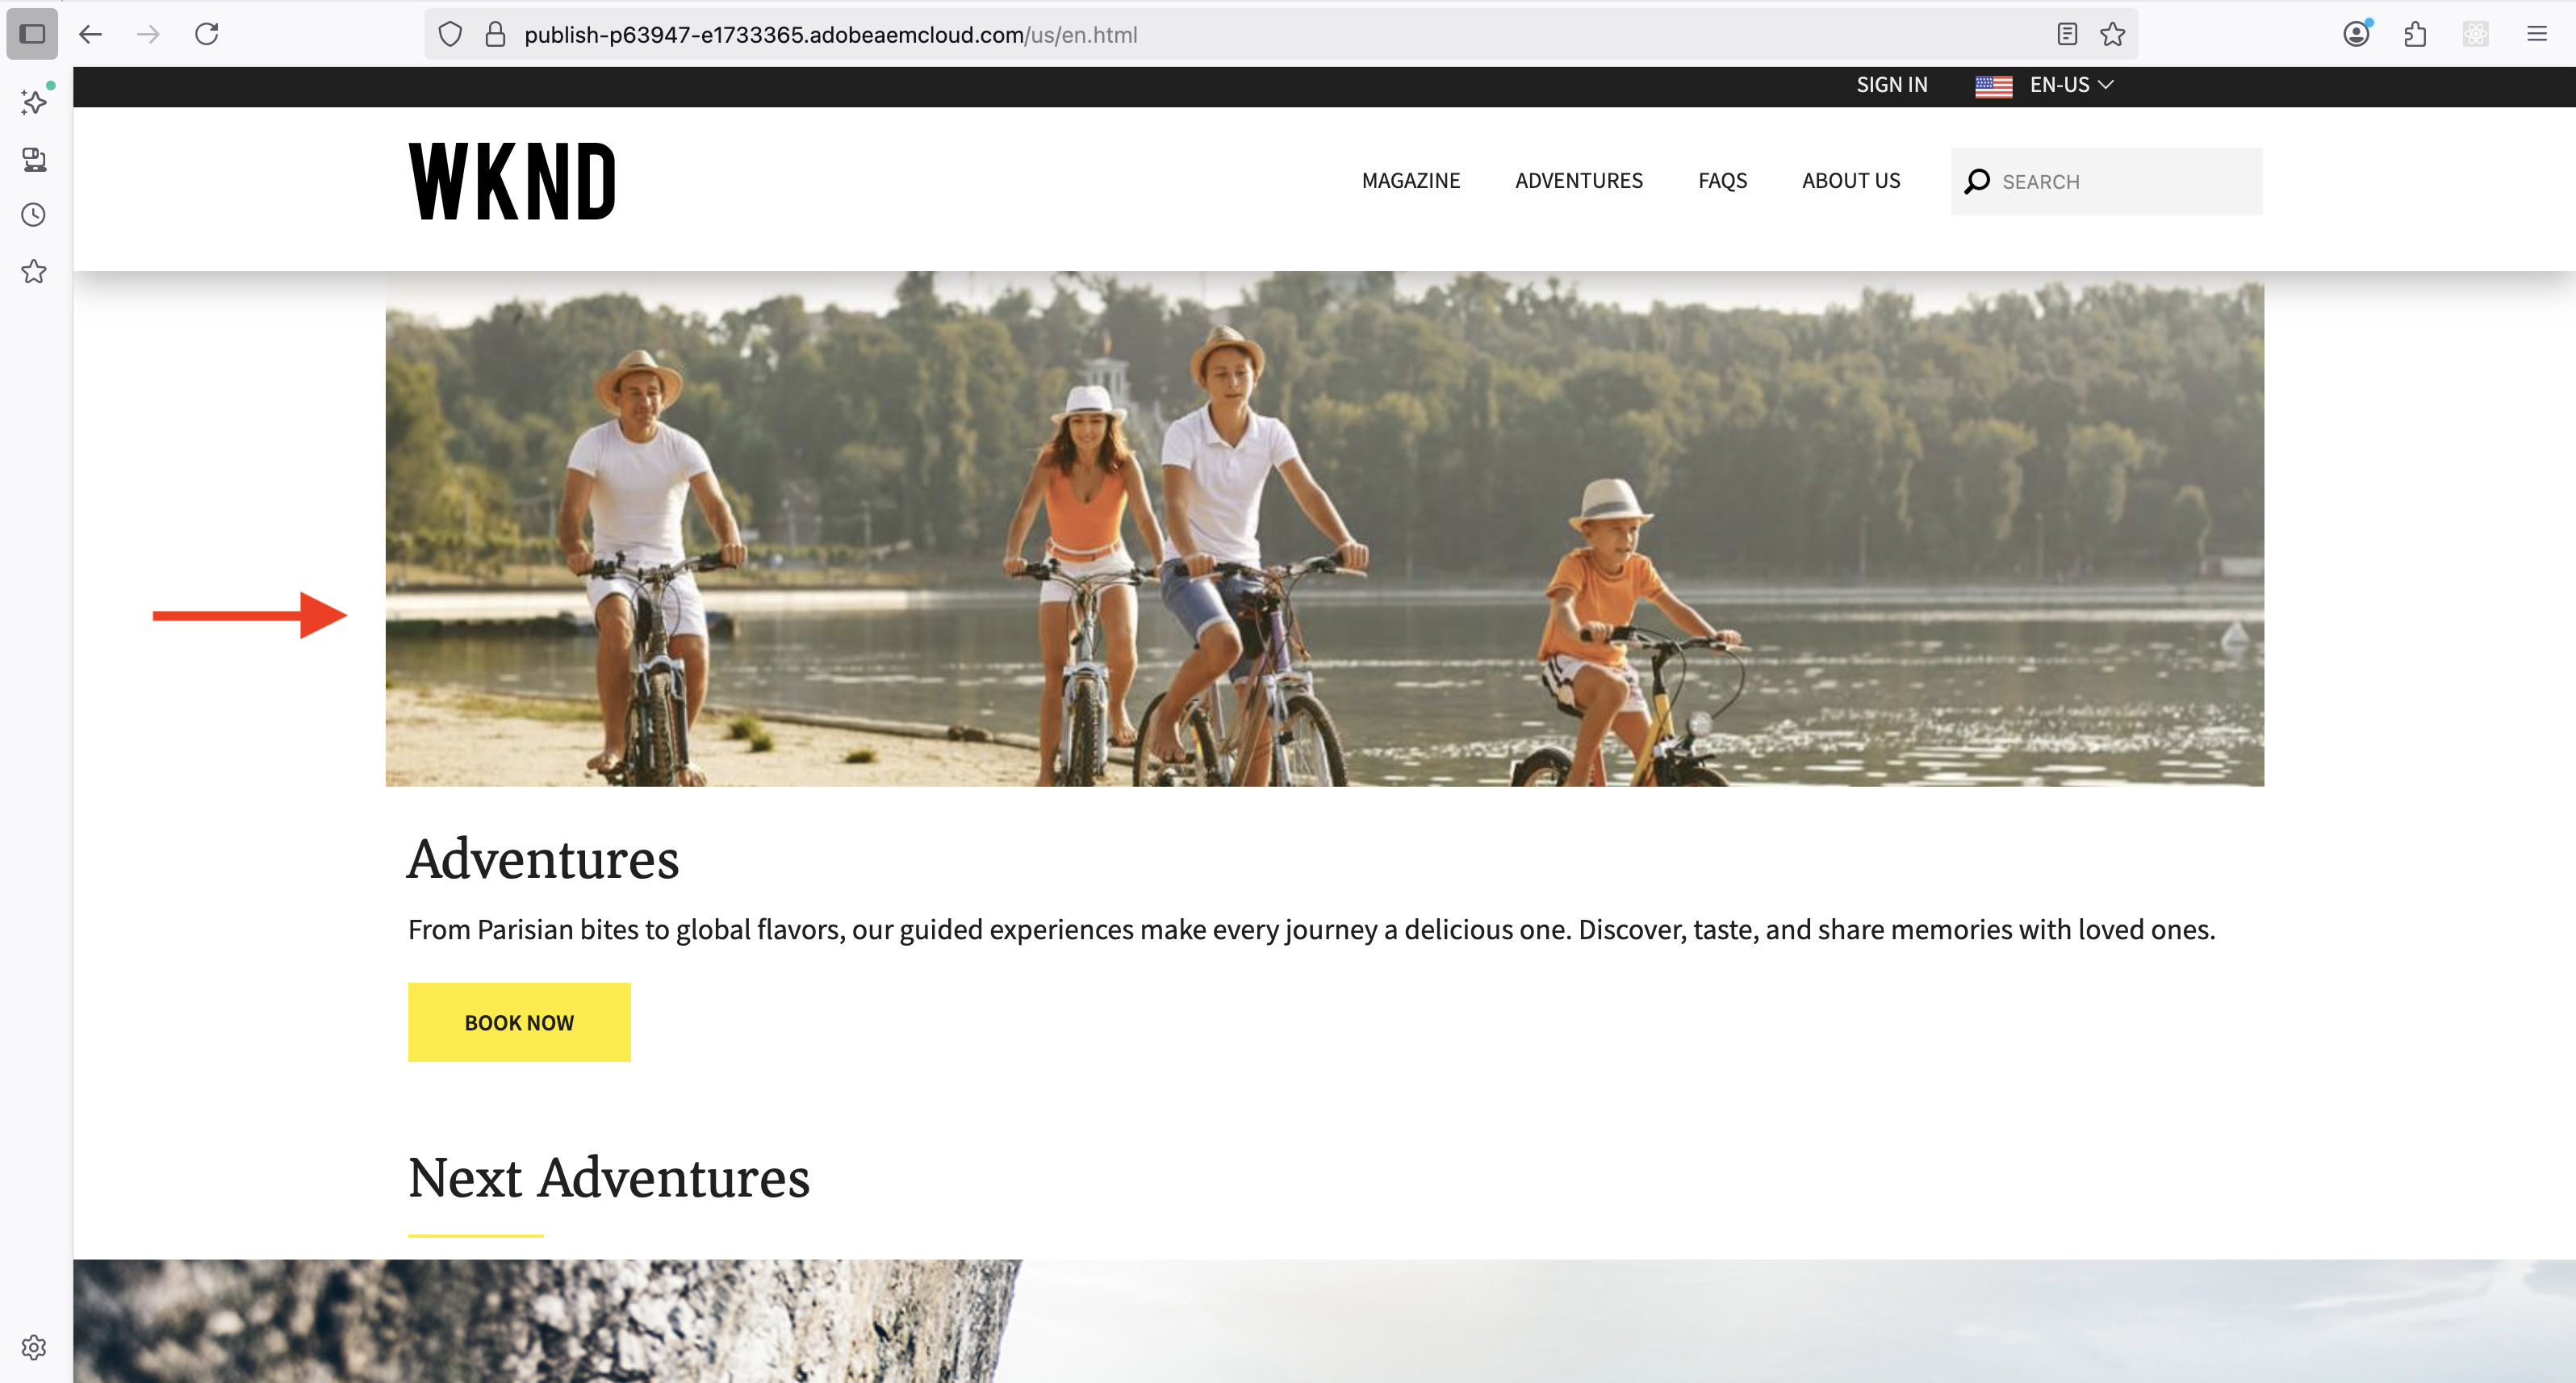 publish-p63947-e1733365.adobeaemcloud.com/us/en.html
SIGN IN EN-US
WKND MAGAZINE ADVENTURES FAQS ABOUT US SEARCH
Adventures
From Parisian bites to global flavors, our guided experiences make every journey a delicious one. Discover, taste, and share memories with loved ones.
BOOK NOW
Next Adventures